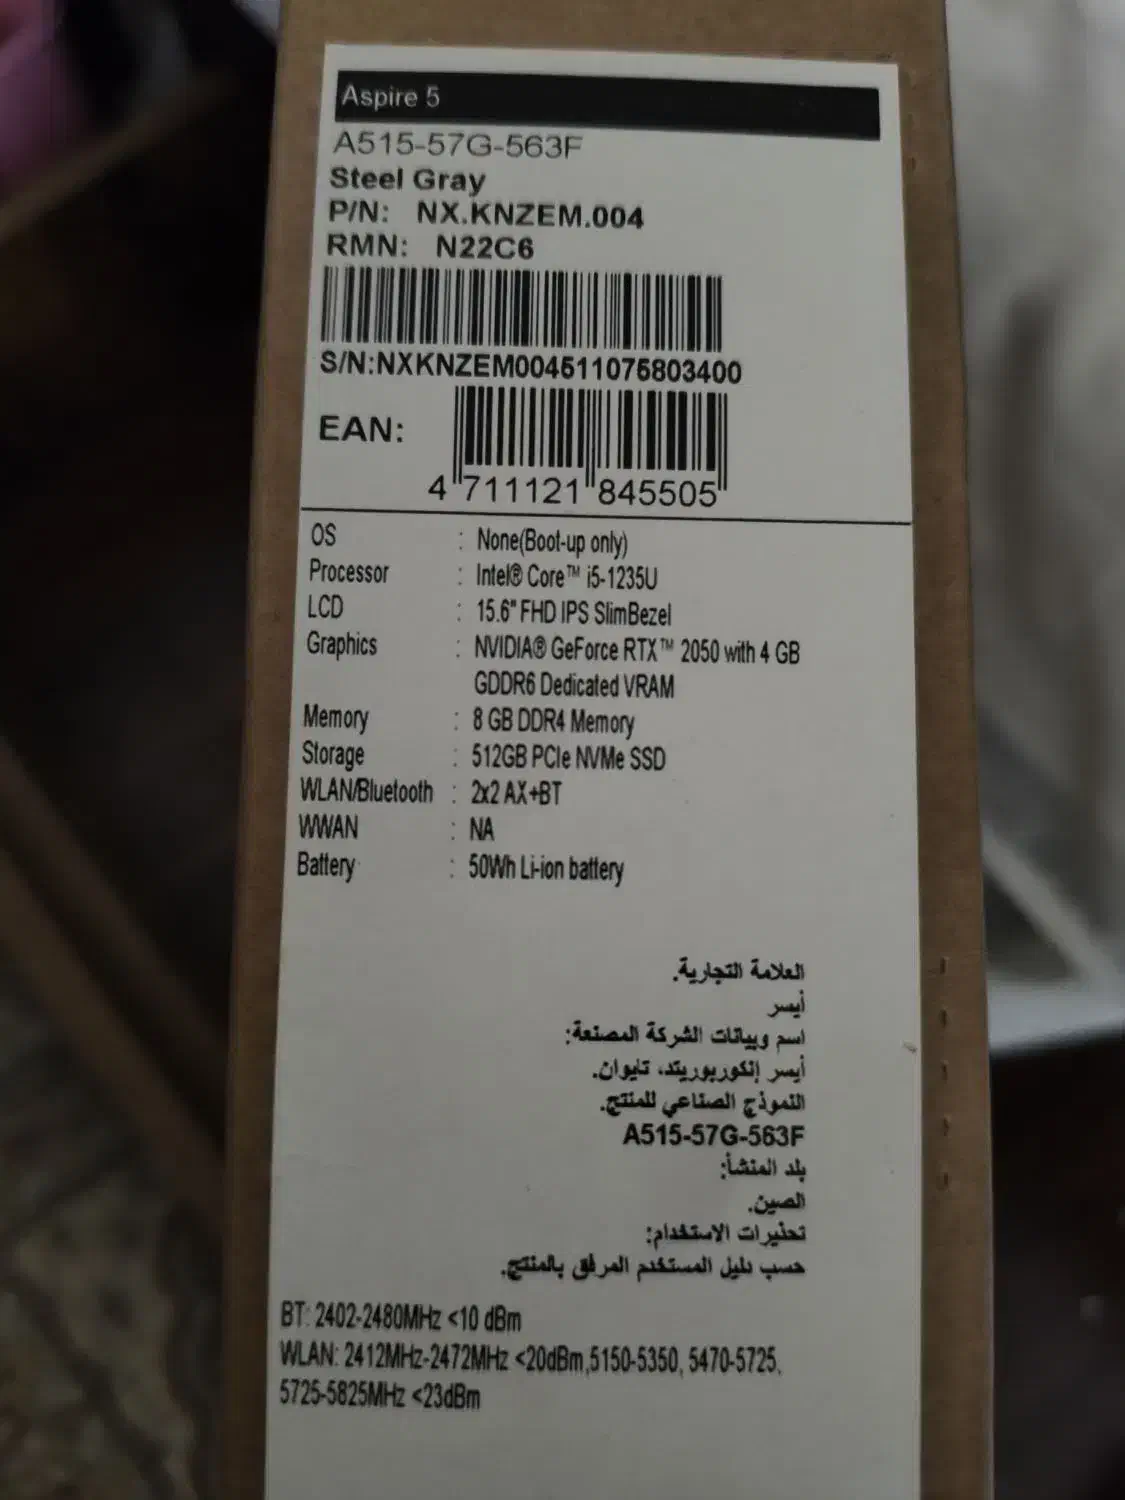 Aspire 5
A515-57G-563F
Steel Gray
P/N: NX.KNZEM.004
RMN: N22C6
S/N:NXKNZEM004511075803400
EAN:
4 711121 845505
OS : None(Boot-up only)
Processor : Intel® Core™ i5-1235U
LCD : 15.6" FHD IPS SlimBezel
Graphics : NVIDIA® GeForce RTX™ 2050 with 4 GB
GDDR6 Dedicated VRAM
Memory : 8 GB DDR4 Memory
Storage : 512GB PCIe NVMe SSD
WLAN/Bluetooth : 2x2 AX+BT
WWAN : NA
Battery : 50Wh Li-ion battery
العلامة التجارية.
أيسر
اسم وبيانات الشركة المصنعة:
أيسر إنكوربوريتد، تايوان.
النموذج الصناعي للمنتج.
A515-57G-563F
بلد المنشأ:
الصين.
تحذيرات الاستخدام:
حسب دليل المستخدم المرفق بالمنتج.
BT: 2402-2480MHz <10 dBm
WLAN: 2412MHz-2472MHz <20dBm,5150-5350, 5470-5725,
5725-5825MHz <23dBm